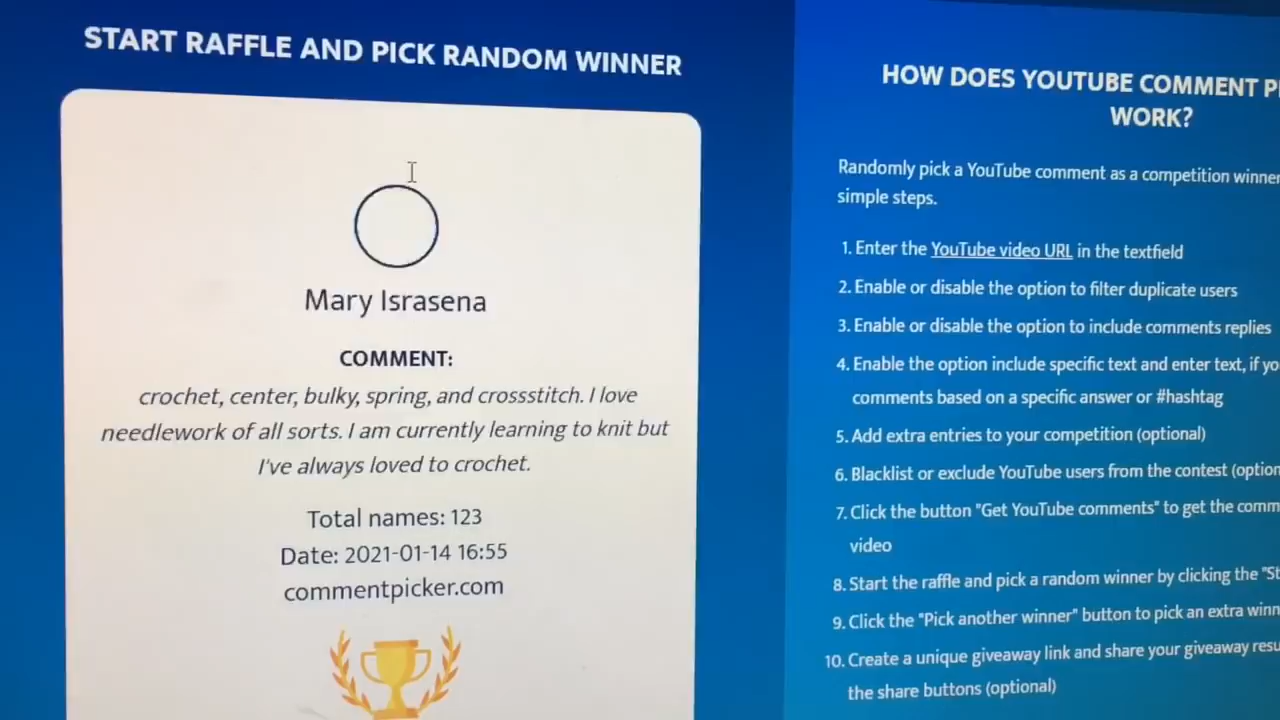 START RAFFLE AND PICK RANDOM WINNER
Mary Israsena
COMMENT:
crochet, center, bulky, spring, and crossstitch. I love
needlework of all sorts. I am currently learning to knit but
I've always loved to crochet.
Total names: 123
Date: 2021-01-14 16:55
commentpicker.com
HOW DOES YOUTUBE COMMENT
WORK?
Randomly pick a YouTube comment as a competition winner
simple steps.
1. Enter the YouTube video URL in the textfield
2. Enable or disable the option to filter duplicate users
3. Enable or disable the option to include comments replies
4. Enable the option include specific text and enter text, if
comments based on a specific answer or #hashtag
5. Add extra entries to your competition (optional)
6. Blacklist or exclude YouTube users from the contest
7. Click the button "Get YouTube comments" to get the
video
8. Start the raffle and pick a random winner by clicking the
9. Click the "Pick another winner" button to pick an extra
10. Create a unique giveaway link and share your giveaway
the share buttons (optional)